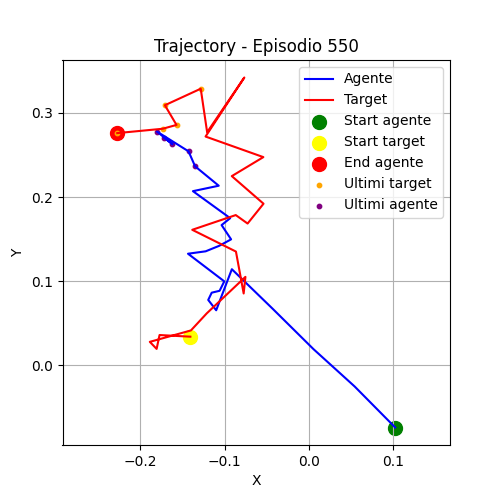 Trajectory - Episodio 550
Agente
Target
Start agente
Start target
End agente
Ultimi target
Ultimi agente
Y
0.3
0.2
0.1
0.0
−0.2
−0.1
0.0
0.1
X